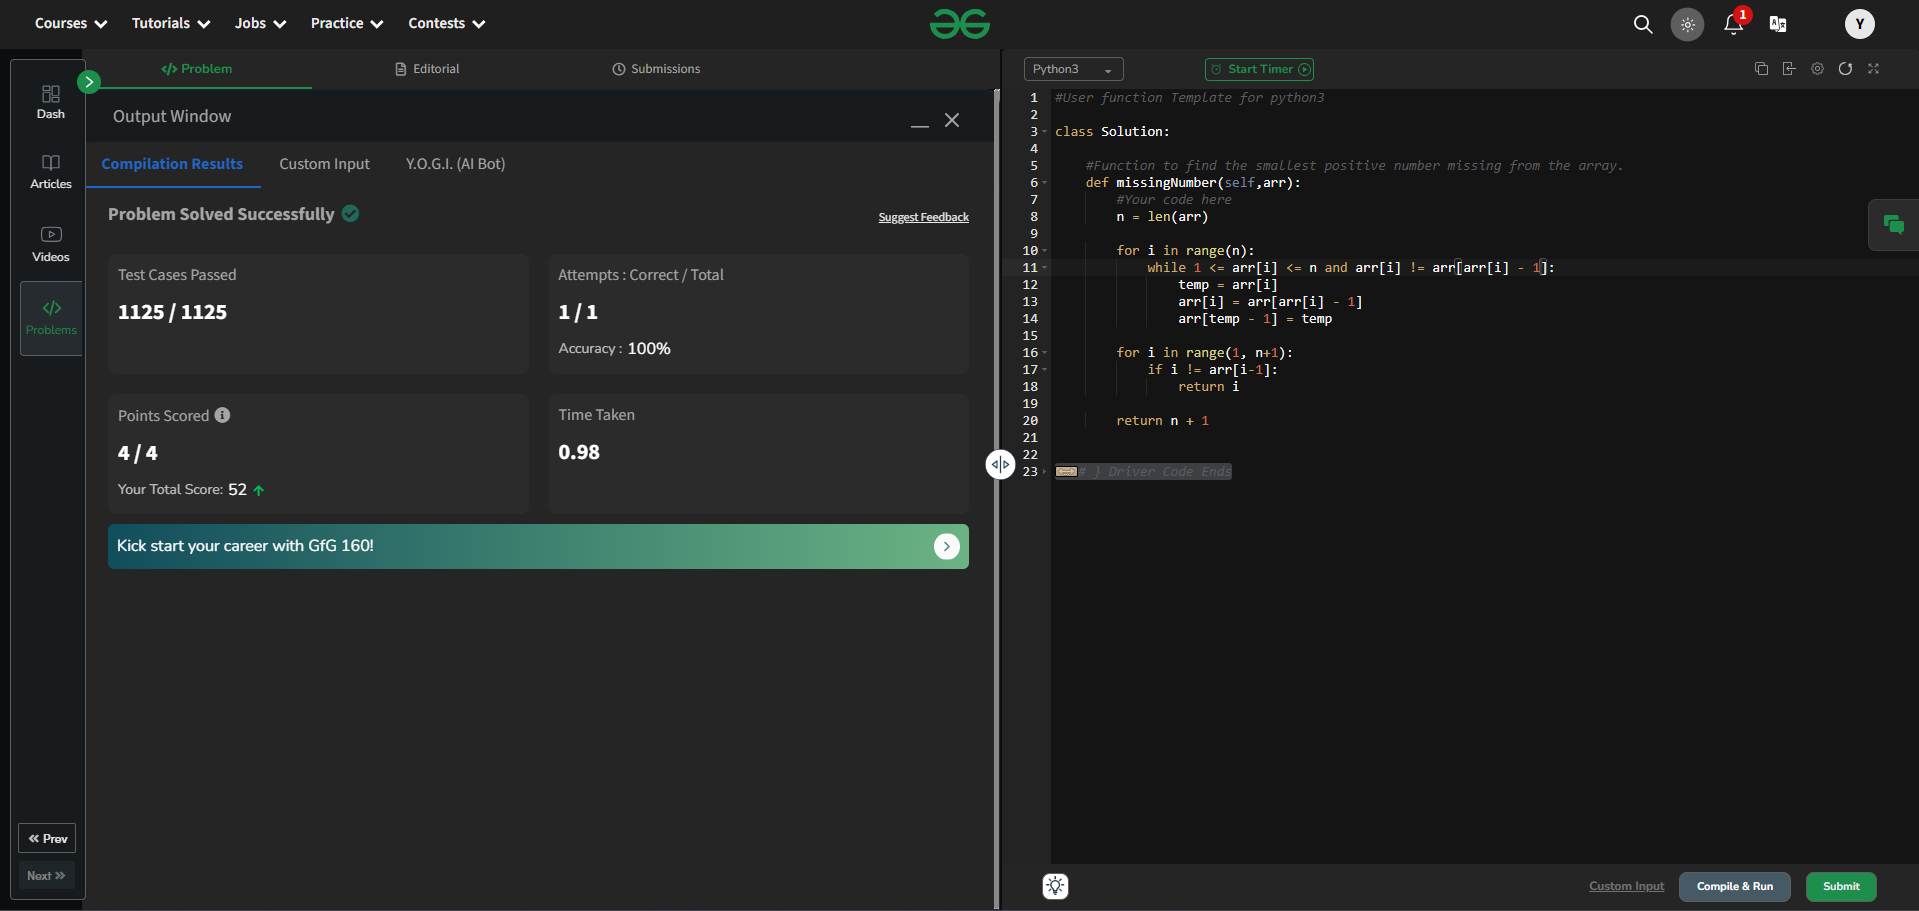 Courses Tutorials Jobs Practice Contests
1
Y
Dash
Articles
Videos
</> Problems
Prev
Next
</> Problem Editorial Submissions
Output Window
Compilation Results Custom Input Y.O.G.I. (AI Bot)
Problem Solved Successfully
Suggest Feedback
Test Cases Passed
1125 / 1125
Attempts : Correct / Total
1 / 1
Accuracy : 100%
Points Scored
4 / 4
Your Total Score: 52
Time Taken
0.98
Kick start your career with GfG 160!
Python3 Start Timer
1 #User function Template for python3
2
3 class Solution:
4
5     #Function to find the smallest positive number missing from the array.
6     def missingNumber(self,arr):
7         #Your code here
8         n = len(arr)
9
10         for i in range(n):
11             while 1 <= arr[i] <= n and arr[i] != arr[arr[i] - 1]:
12                 temp = arr[i]
13                 arr[i] = arr[arr[i] - 1]
14                 arr[temp - 1] = temp
15
16         for i in range(1, n+1):
17             if i != arr[i-1]:
18                 return i
19
20         return n + 1
21
22
23 # } Driver Code Ends
Custom Input Compile & Run Submit